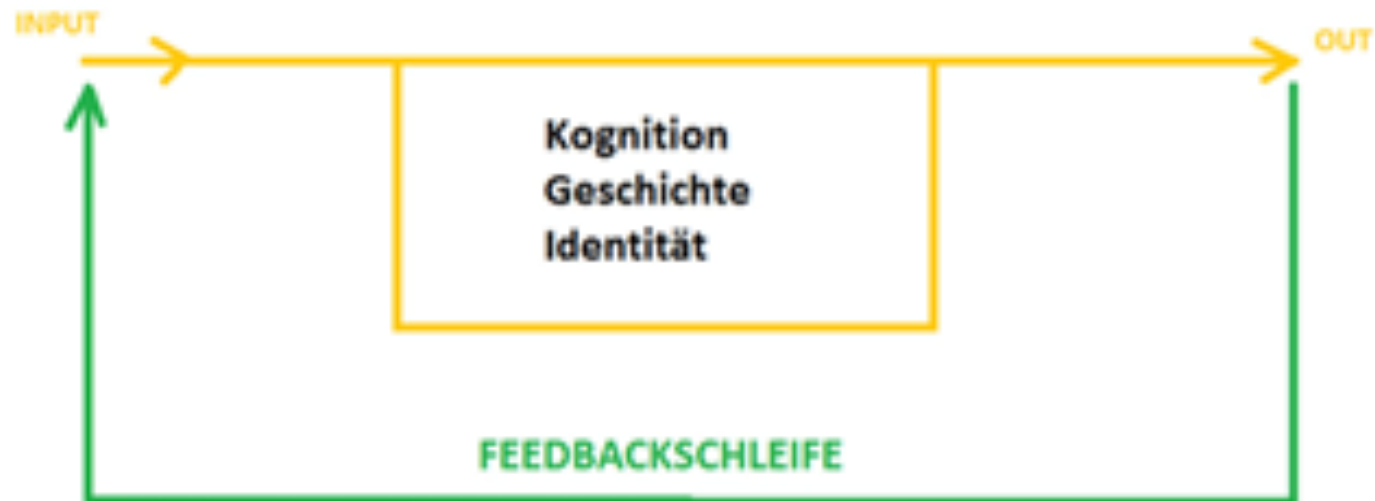 INPUT
OUT
Kognition
Geschichte
Identität
FEEDBACKSCHLEIFE